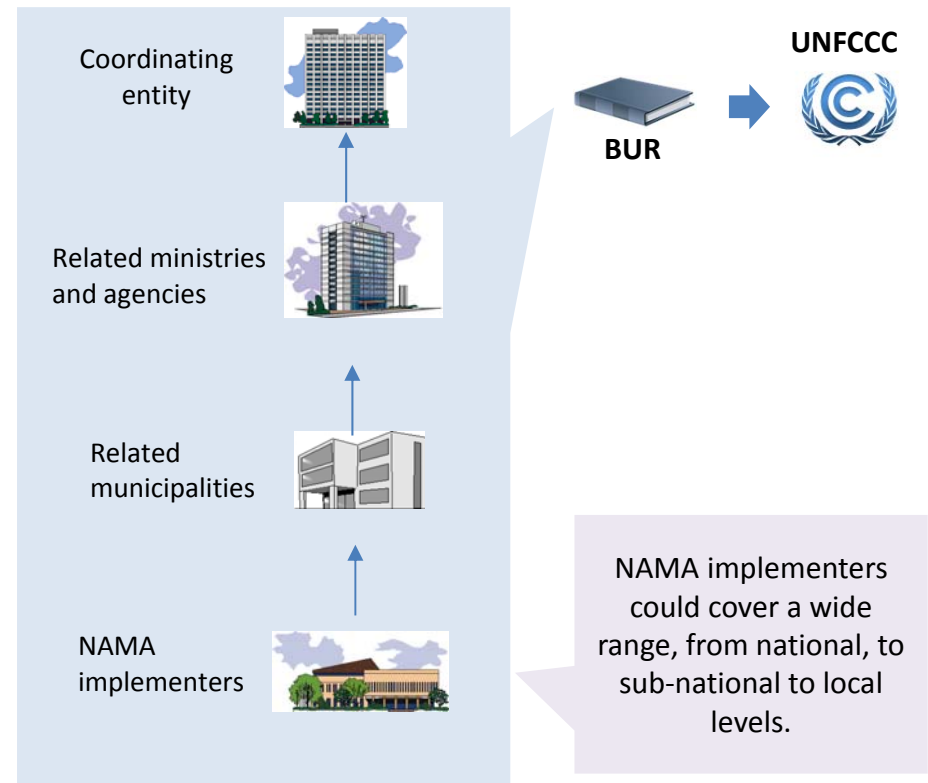 Coordinating
entity
UNFCCC
BUR
Related ministries
and agencies
Related
municipalities
NAMA
implementers
NAMA implementers
could cover a wide
range, from national, to
sub-national to local
levels.